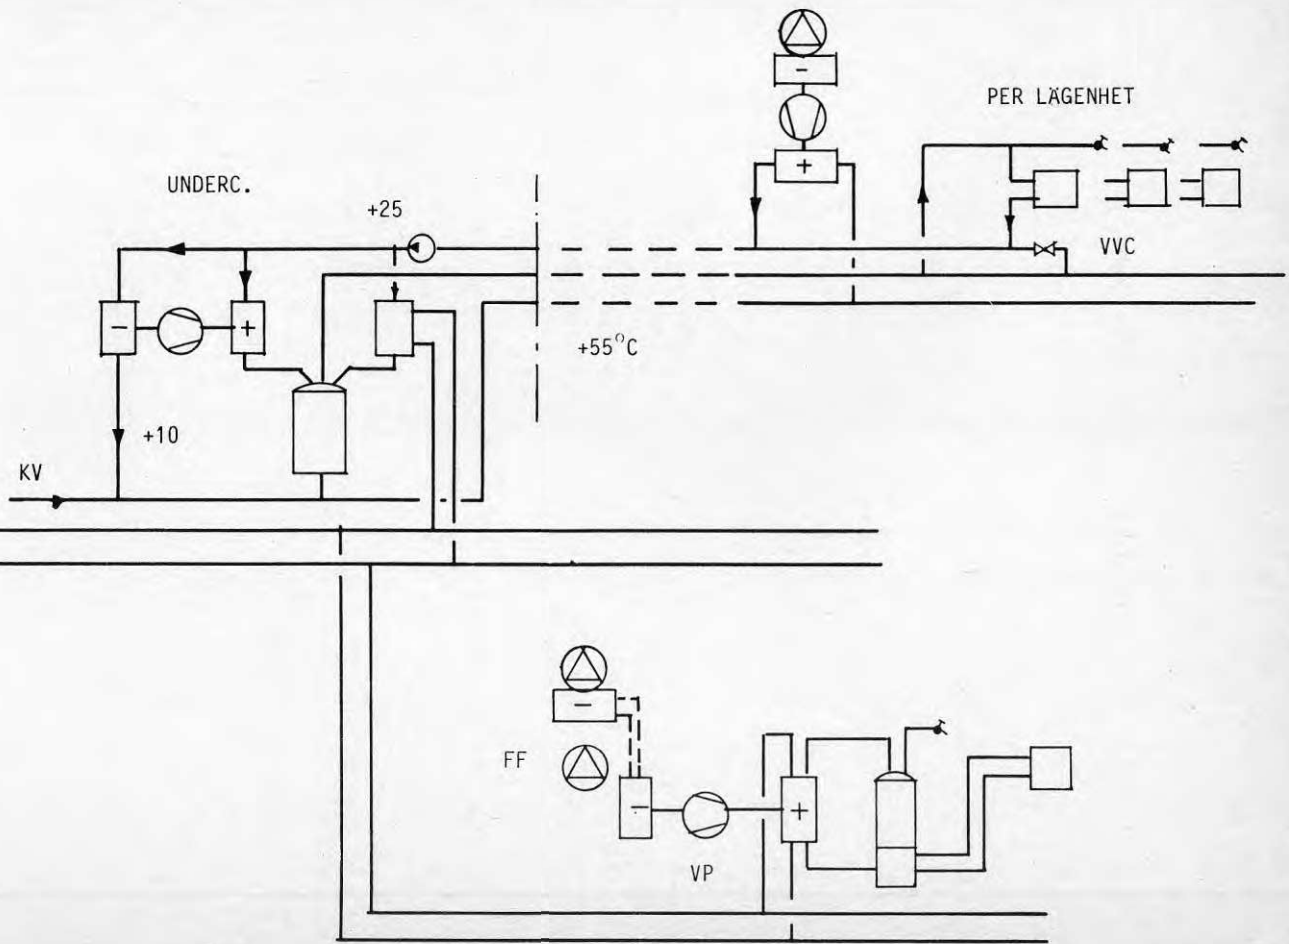 PER LÄGENHET
UNDERC.
+25
VVC
+55°C
+10
KV
FF
VP